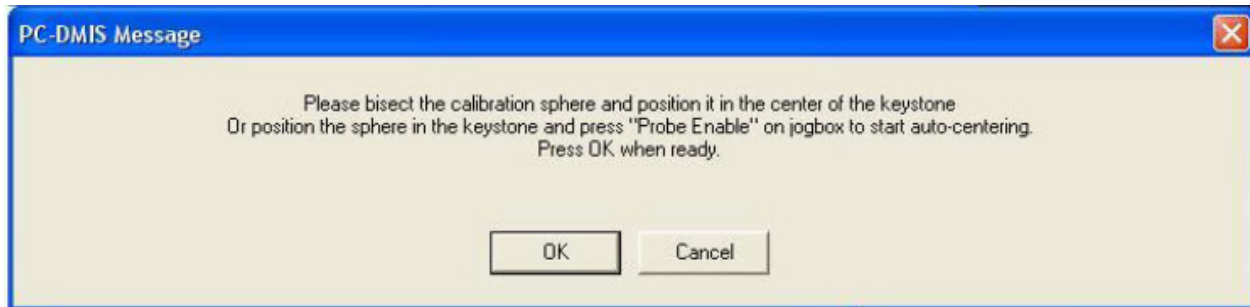 PC-DMIS Message
Please bisect the calibration sphere and position it in the center of the keystone
Or position the sphere in the keystone and press "Probe Enable" on jogbox to start auto-centering.
Press OK when ready.
OK
Cancel